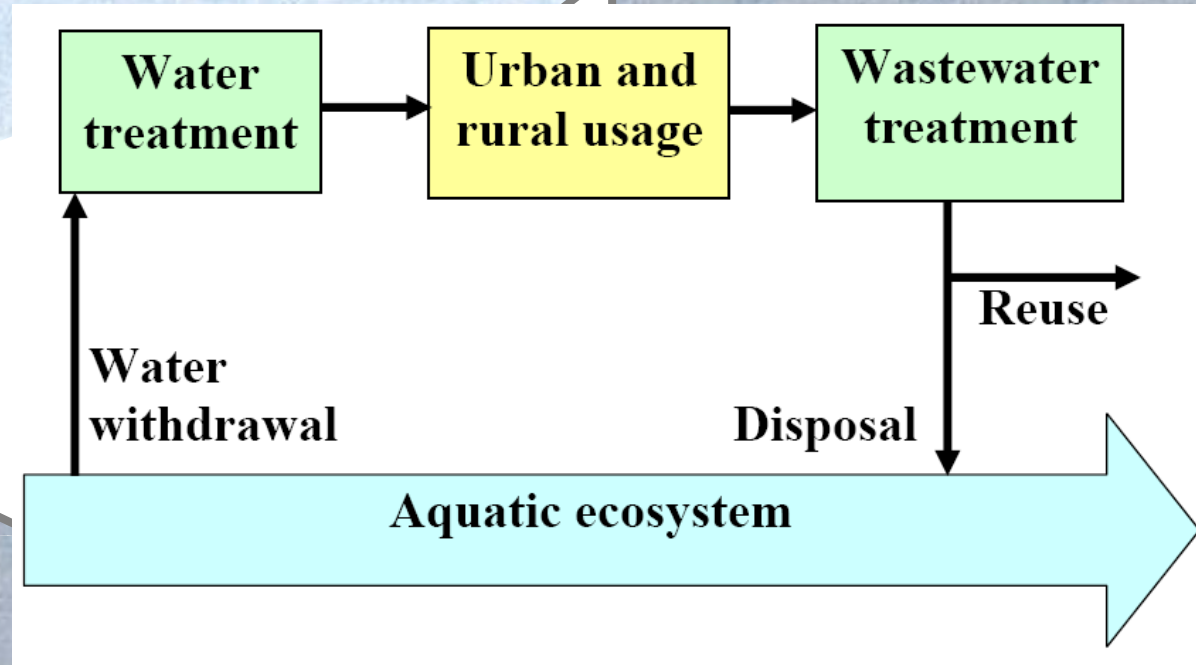 Water
treatment
Urban and
rural usage
Wastewater
treatment
Reuse
Water
withdrawal
Disposal
Aquatic ecosystem